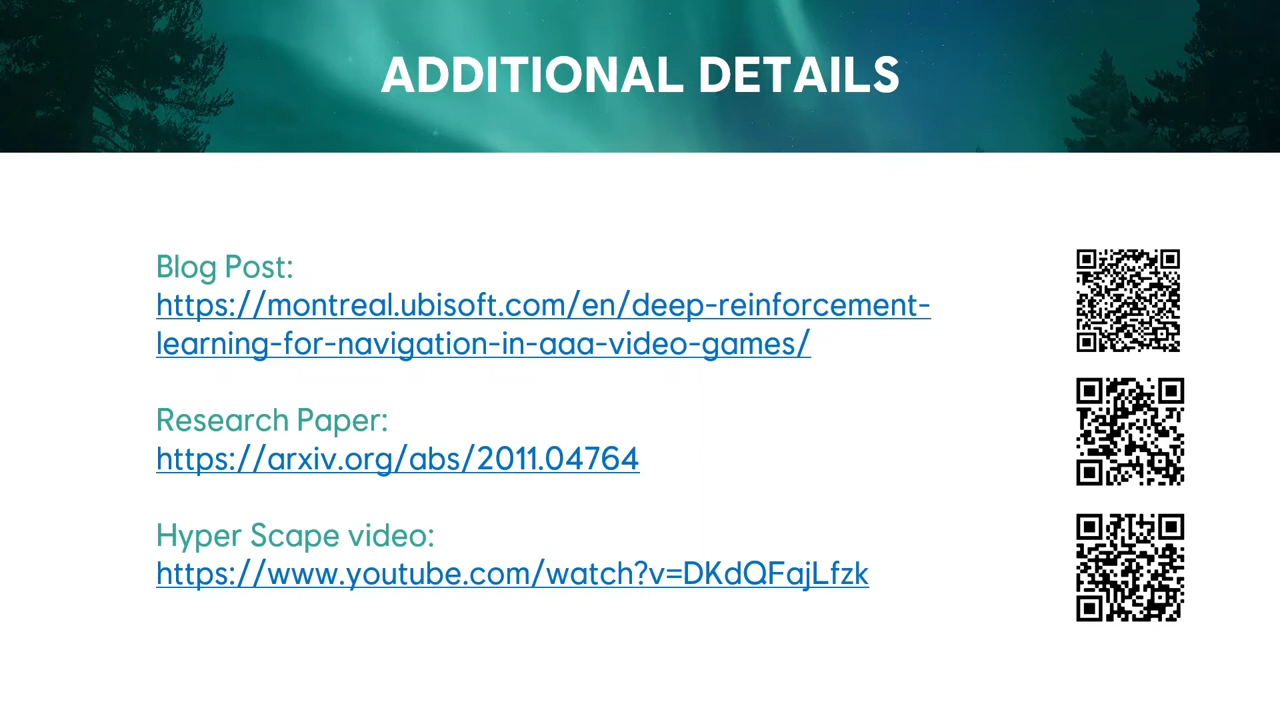 ADDITIONAL DETAILS
Blog Post:
https://montreal.ubisoft.com/en/deep-reinforcement-
learning-for-navigation-in-aaa-video-games/
Research Paper:
https://arxiv.org/abs/2011.04764
Hyper Scape video:
https://www.youtube.com/watch?v=DKdQFajLfzk